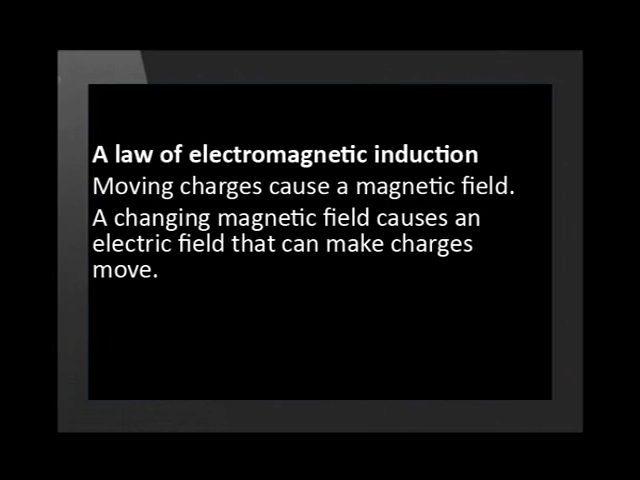 A law of electromagnetic induction
Moving charges cause a magnetic field.
A changing magnetic field causes an
electric field that can make charges
move.